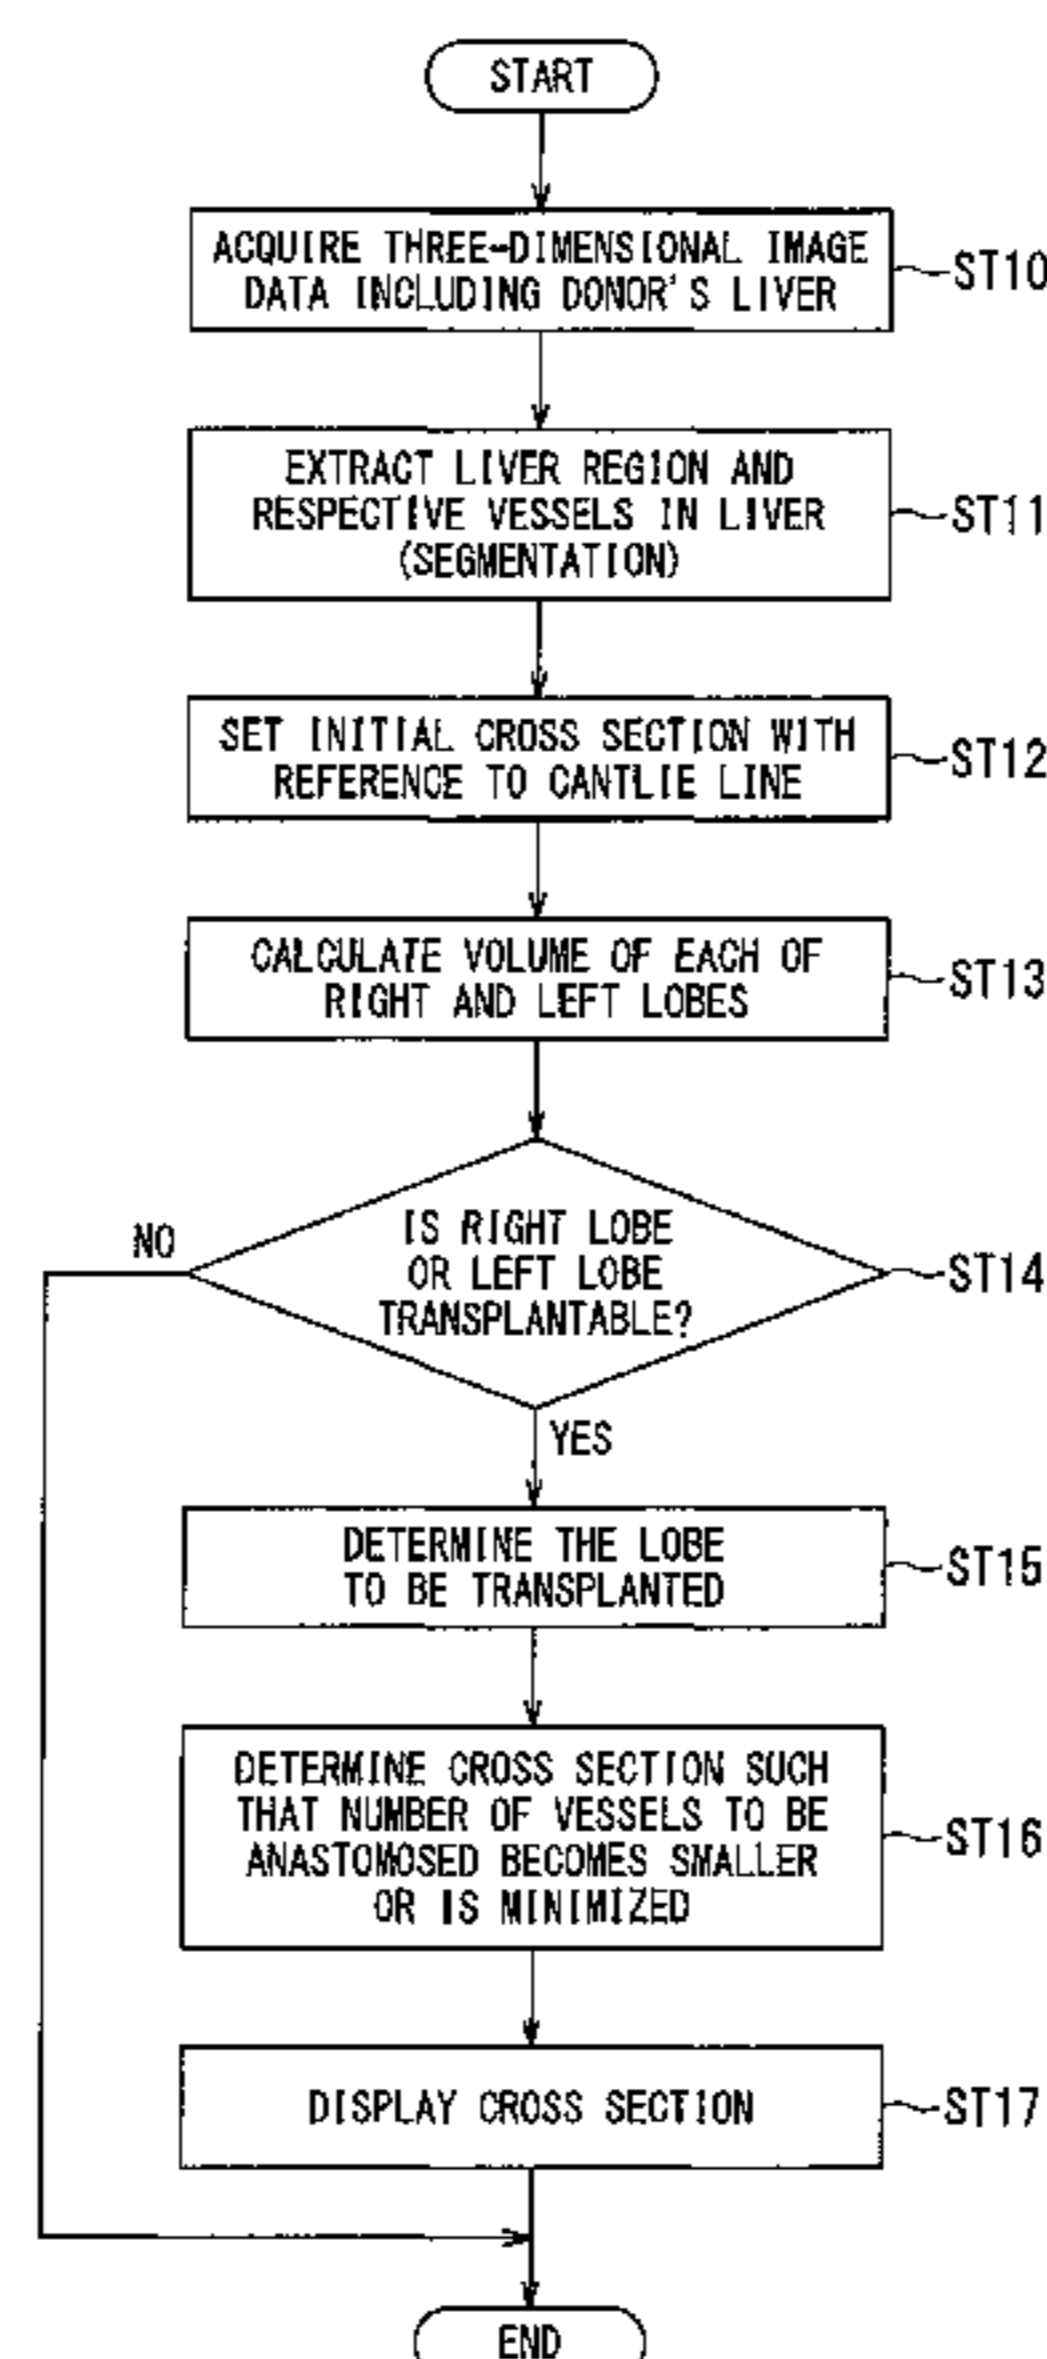 START
ACQUIRE THREE-DIMENSIONAL IMAGE
DATA INCLUDING DONOR'S LIVER
ST10
EXTRACT LIVER REGION AND
RESPECTIVE VESSELS IN LIVER
(SEGMENTATION)
ST11
SET INITIAL CROSS SECTION WITH
REFERENCE TO CANTLIE LINE
ST12
CALCULATE VOLUME OF EACH OF
RIGHT AND LEFT LOBES
ST13
NO
IS RIGHT LOBE
OR LEFT LOBE
TRANSPLANTABLE?
ST14
YES
DETERMINE THE LOBE
TO BE TRANSPLANTED
ST15
DETERMINE CROSS SECTION SUCH
THAT NUMBER OF VESSELS TO BE
ANASTOMOSED BECOMES SMALLER
OR IS MINIMIZED
ST16
DISPLAY CROSS SECTION
ST17
END